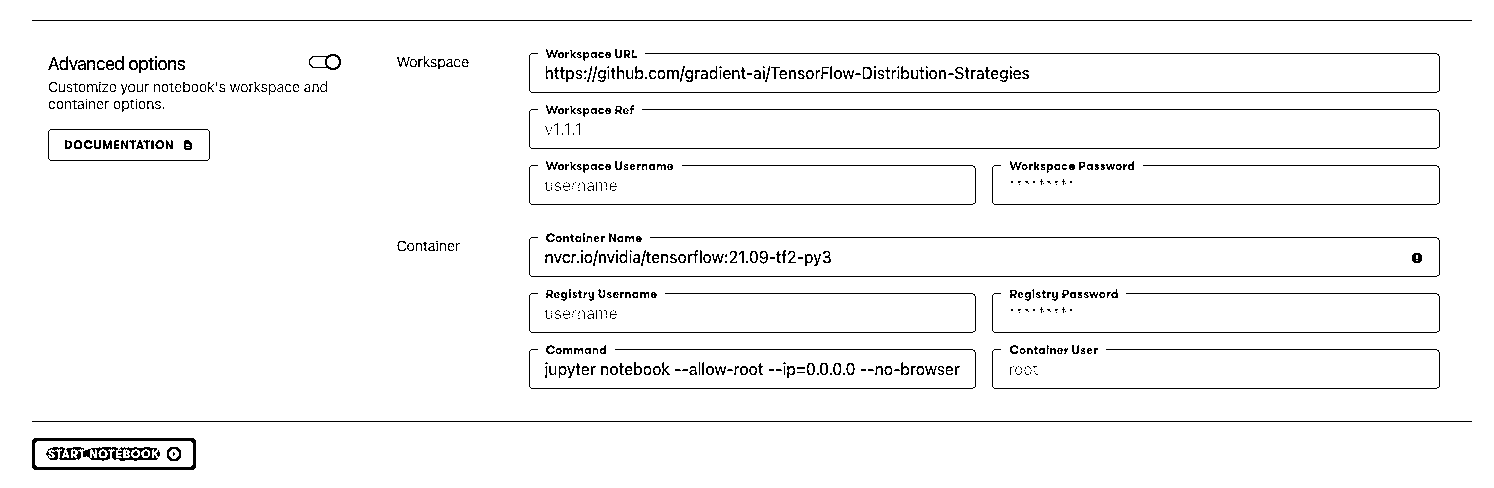 Advanced options
Customize your notebook's workspace and
container options.
DOCUMENTATION
Workspace
Workspace URL
https://github.com/gradient-ai/TensorFlow-Distribution-Strategies
Workspace Ref
v1.1.1
Workspace Username
username
Workspace Password
********
Container
Container Name
nvcr.io/nvidia/tensorflow:21.09-tf2-py3
Registry Username
username
Registry Password
********
Command
jupyter notebook --allow-root --ip=0.0.0.0 --no-browser
Container User
root
START NOTEBOOK